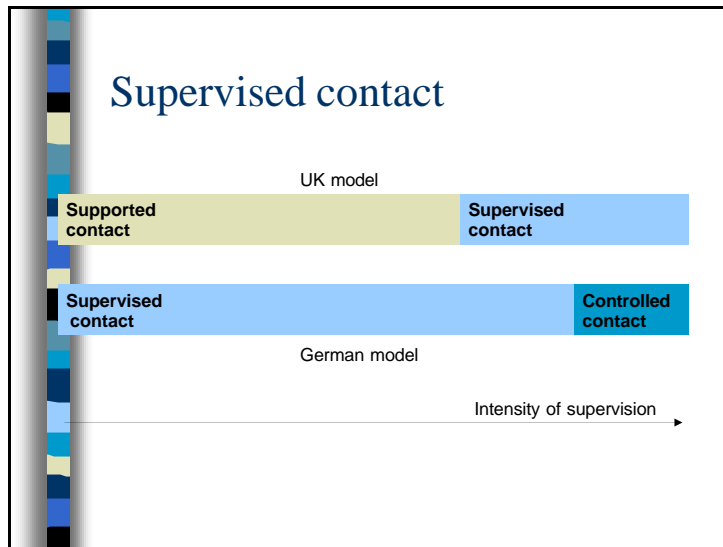 Supervised contact
UK model
Supported
contact
Supervised
contact
Supervised
contact
Controlled
contact
German model
Intensity of supervision